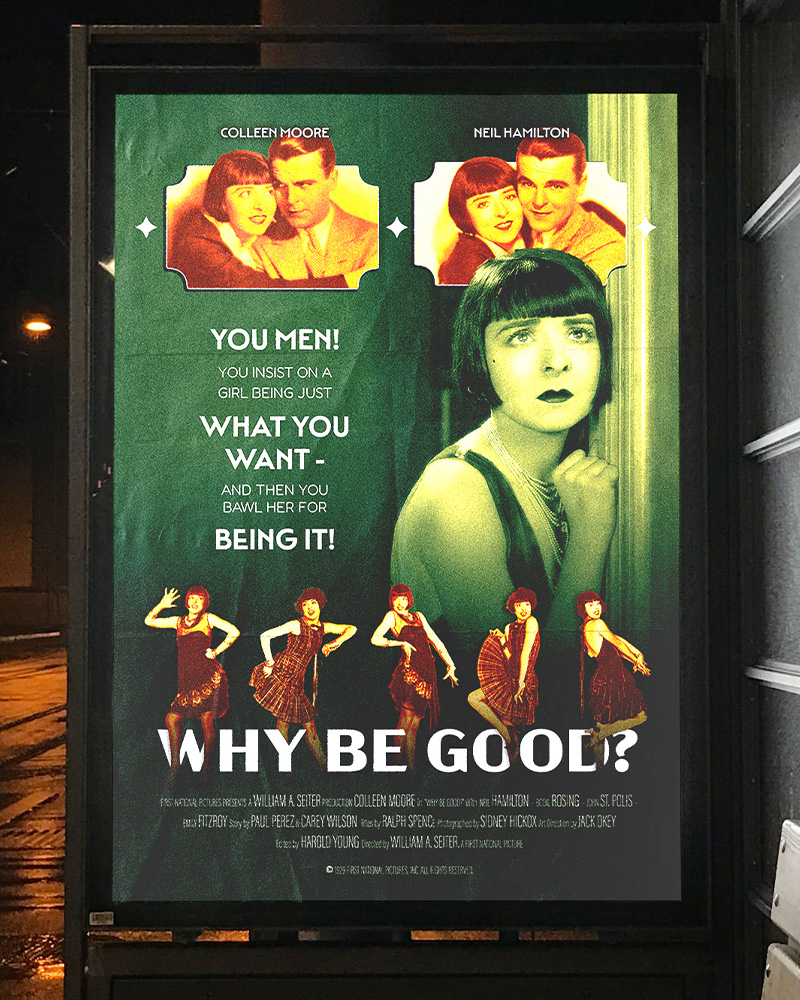 COLLEEN MOORE
NEIL HAMILTON
YOU MEN!
YOU INSIST ON A
GIRL BEING JUST
WHAT YOU
WANT -
AND THEN YOU
BAWL HER FOR
BEING IT!
WHY BE GOOD?
FIRST NATIONAL PICTURES PRESENTS A WILLIAM A. SEITER PRODUCTION COLLEEN MOORE in "WHY BE GOOD?" With NEIL HAMILTON - BODIL ROSING - JOHN ST. POLIS -
EMILY FITZROY Story by PAUL PEREZ & CAREY WILSON Titles by RALPH SPENCE Photographed by SIDNEY HICKOX Art Direction by JACK OKEY
Edited by HAROLD YOUNG Directed by WILLIAM A. SEITER. A FIRST NATIONAL PICTURE
© 1929 FIRST NATIONAL PICTURES, INC. ALL RIGHTS RESERVED.